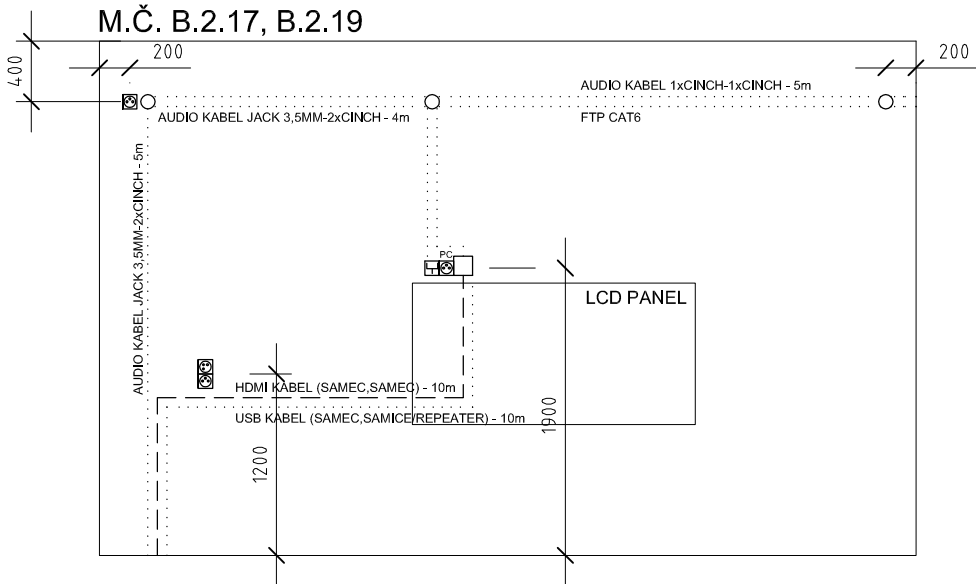 M.Č. B.2.17, B.2.19
200
200
400
AUDIO KABEL 1xCINCH-1xCINCH - 5m
AUDIO KABEL JACK 3,5MM-2xCINCH - 4m
FTP CAT6
AUDIO KABEL JACK 3,5MM-2xCINCH - 5m
PC
LCD PANEL
HDMI KABEL (SAMEC,SAMEC) - 10m
USB KABEL (SAMEC,SAMICE/REPEATER) - 10m
1900
1200